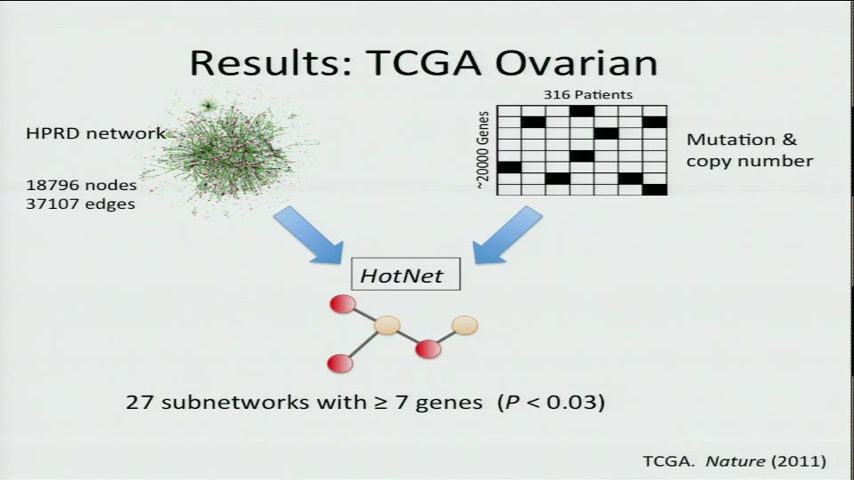 Results: TCGA Ovarian
HPRD network
18796 nodes
37107 edges
316 Patients
~20000 Genes
Mutation &
copy number
HotNet
27 subnetworks with ≥ 7 genes (P < 0.03)
TCGA. Nature (2011)